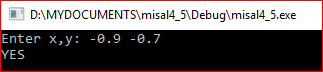 D:\MYDOCUMENTS\misal4_5\Debug\misal4_5.exe
Enter x,y: -0.9 -0.7
YES